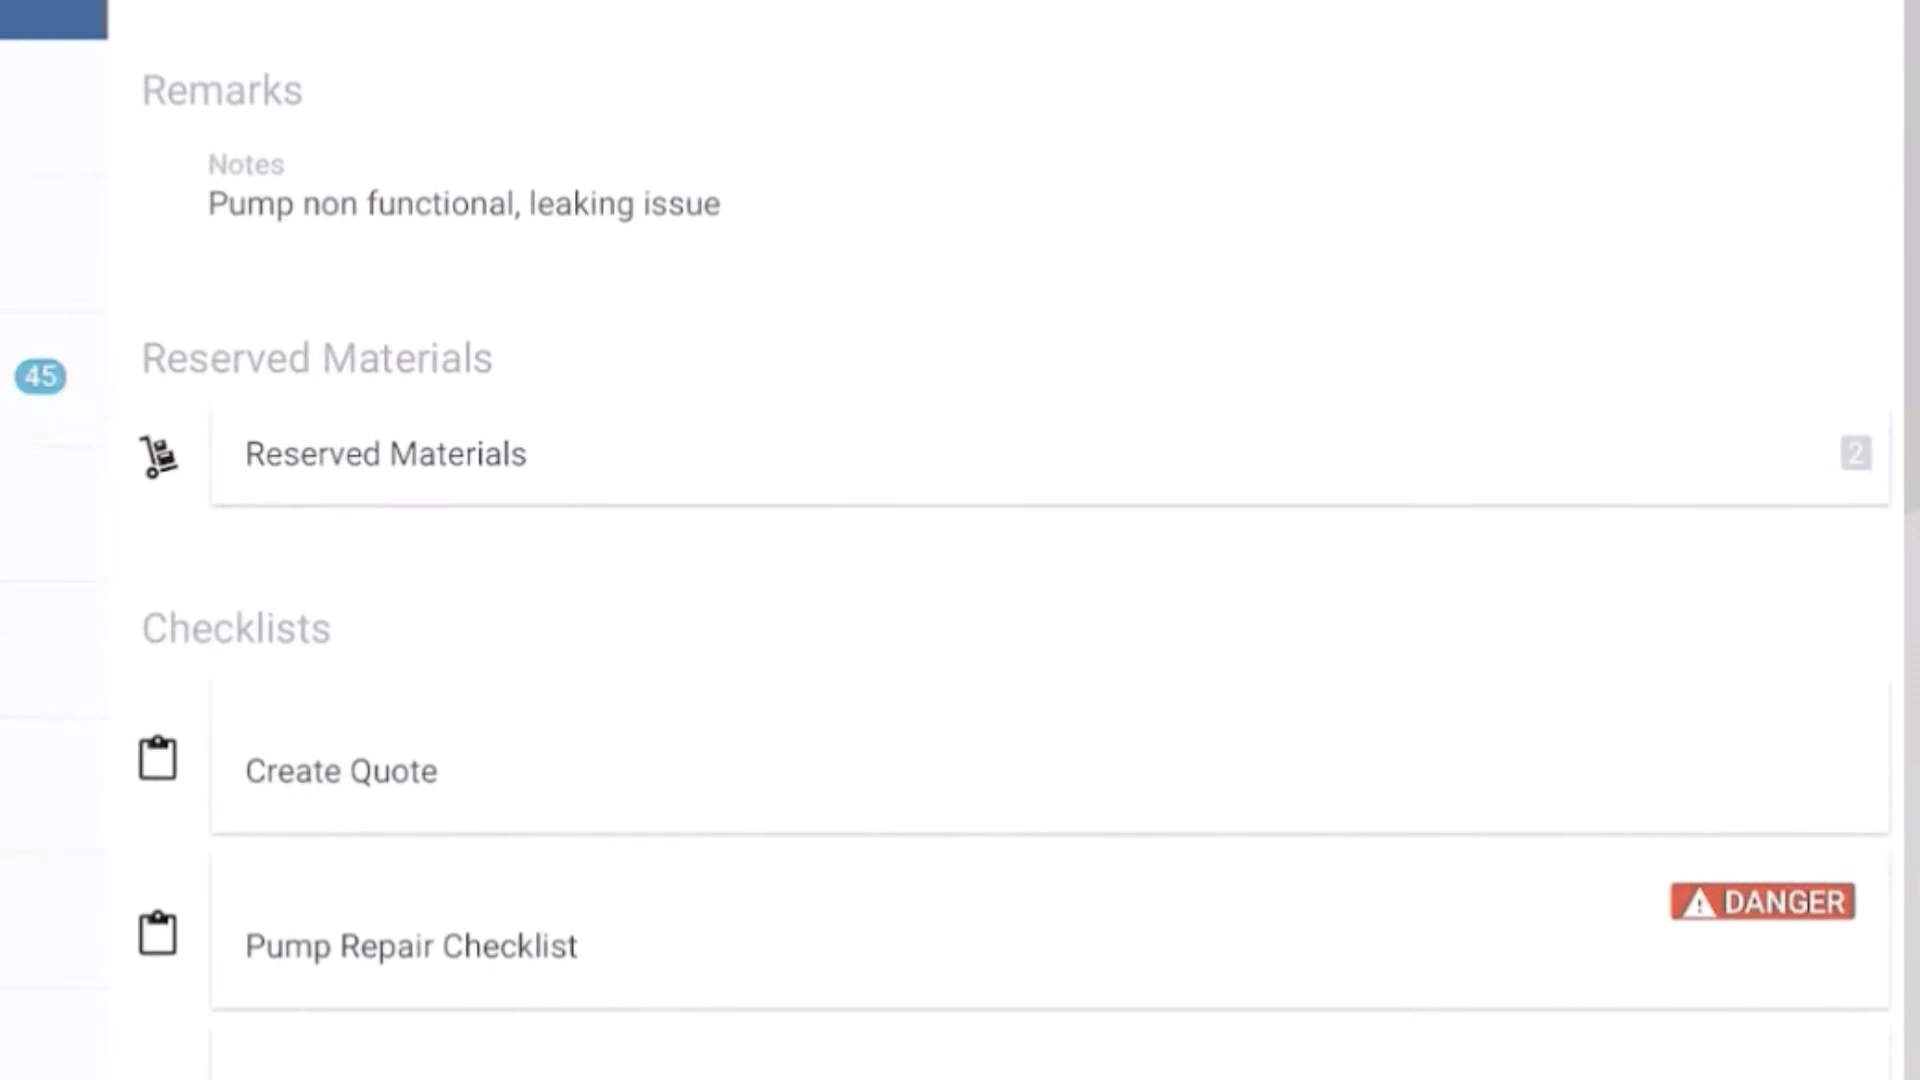 Remarks
Notes
Pump non functional, leaking issue
Reserved Materials
45
Reserved Materials
2
Checklists
Create Quote
DANGER
Pump Repair Checklist